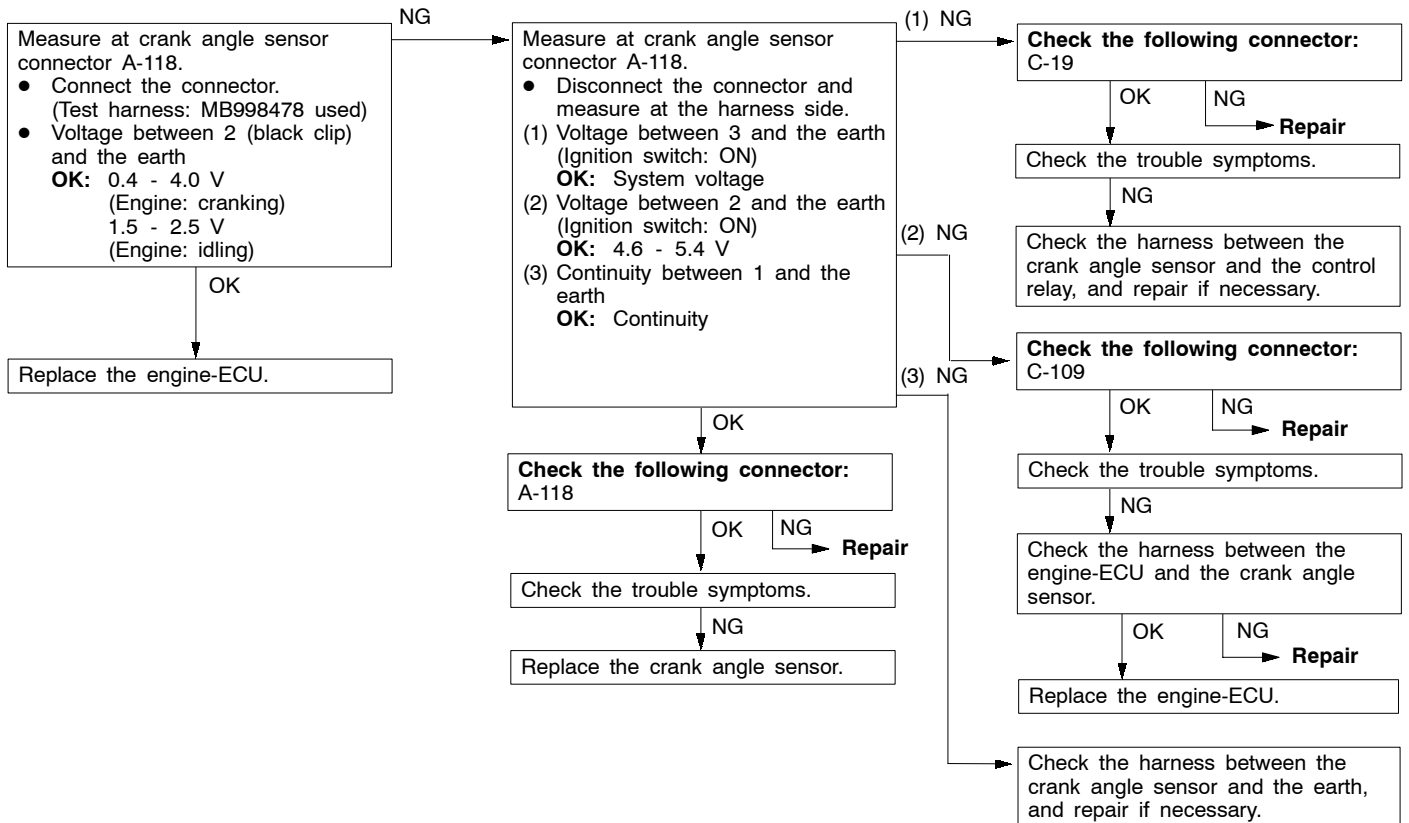 Measure at crank angle sensor
connector A-118.
● Connect the connector.
(Test harness: MB998478 used)
● Voltage between 2 (black clip)
and the earth
OK: 0.4 - 4.0 V
(Engine: cranking)
1.5 - 2.5 V
(Engine: idling)
NG
OK
Replace the engine-ECU.
Measure at crank angle sensor
connector A-118.
● Disconnect the connector and
measure at the harness side.
(1) Voltage between 3 and the earth
(Ignition switch: ON)
OK: System voltage
(2) Voltage between 2 and the earth
(Ignition switch: ON)
OK: 4.6 - 5.4 V
(3) Continuity between 1 and the
earth
OK: Continuity
OK
Check the following connector:
A-118
OK
NG
Repair
Check the trouble symptoms.
NG
Replace the crank angle sensor.
(1) NG
Check the following connector:
C-19
OK
NG
Repair
Check the trouble symptoms.
NG
Check the harness between the
crank angle sensor and the control
relay, and repair if necessary.
(2) NG
Check the following connector:
C-109
OK
NG
Repair
Check the trouble symptoms.
NG
Check the harness between the
engine-ECU and the crank angle
sensor.
OK
NG
Repair
Replace the engine-ECU.
(3) NG
Check the harness between the
crank angle sensor and the earth,
and repair if necessary.